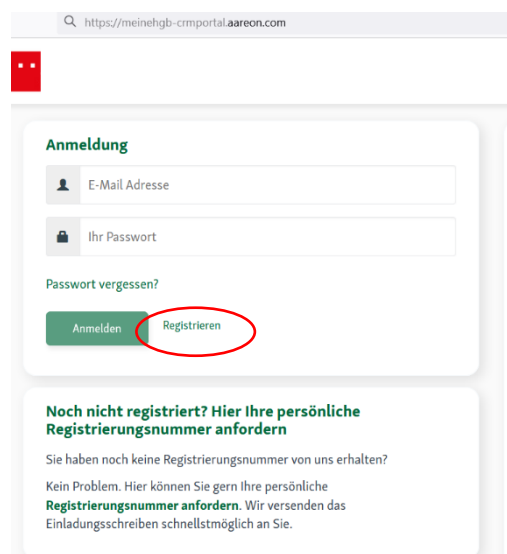 https://meinehgb-crmportal.aareon.com
Anmeldung
E-Mail Adresse
Ihr Passwort
Passwort vergessen?
Anmelden Registrieren
Noch nicht registriert? Hier Ihre persönliche
Registrierungsnummer anfordern
Sie haben noch keine Registrierungsnummer von uns erhalten?
Kein Problem. Hier können Sie gern Ihre persönliche
Registrierungsnummer anfordern. Wir versenden das
Einladungsschreiben schnellstmöglich an Sie.